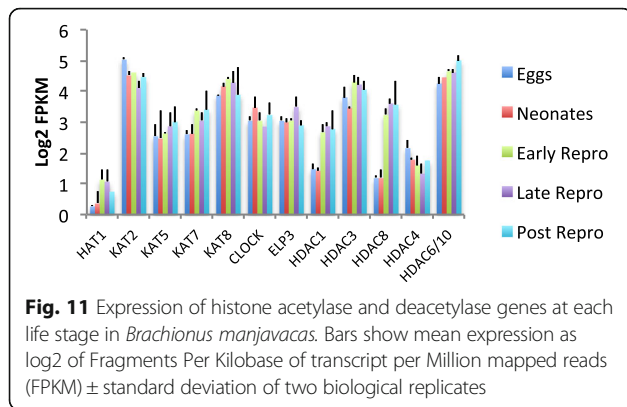 6
5
4
3
2
1
0
Log2 FPKM
HAT1
KAT2
KAT5
KAT7
KAT8
CLOCK
ELP3
HDAC1
HDAC3
HDAC8
HDAC4
HDAC6/10
Eggs
Neonates
Early Repro
Late Repro
Post Repro
Fig. 11 Expression of histone acetylase and deacetylase genes at each
life stage in Brachionus manjavacas. Bars show mean expression as
log2 of Fragments Per Kilobase of transcript per Million mapped reads
(FPKM) ± standard deviation of two biological replicates